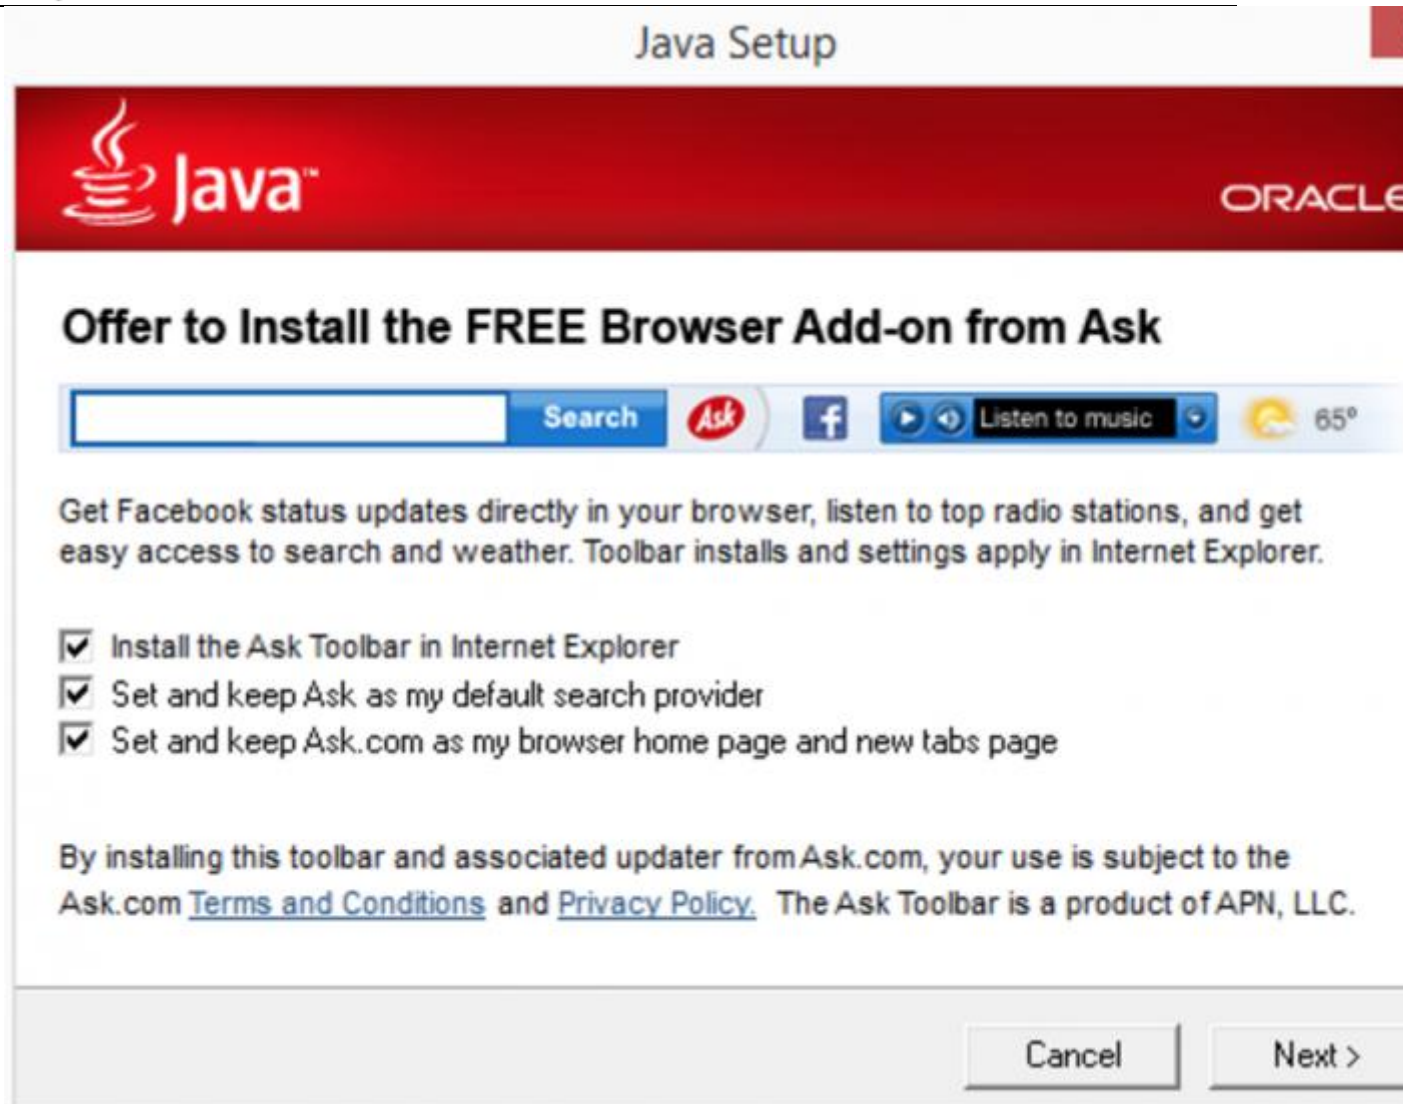 Java Setup
Java™
ORACLE
Offer to Install the FREE Browser Add-on from Ask
Search Ask f Listen to music 65°
Get Facebook status updates directly in your browser, listen to top radio stations, and get
easy access to search and weather. Toolbar installs and settings apply in Internet Explorer.
Install the Ask Toolbar in Internet Explorer
Set and keep Ask as my default search provider
Set and keep Ask.com as my browser home page and new tabs page
By installing this toolbar and associated updater from Ask.com, your use is subject to the
Ask.com Terms and Conditions and Privacy Policy. The Ask Toolbar is a product of APN, LLC.
Cancel Next >